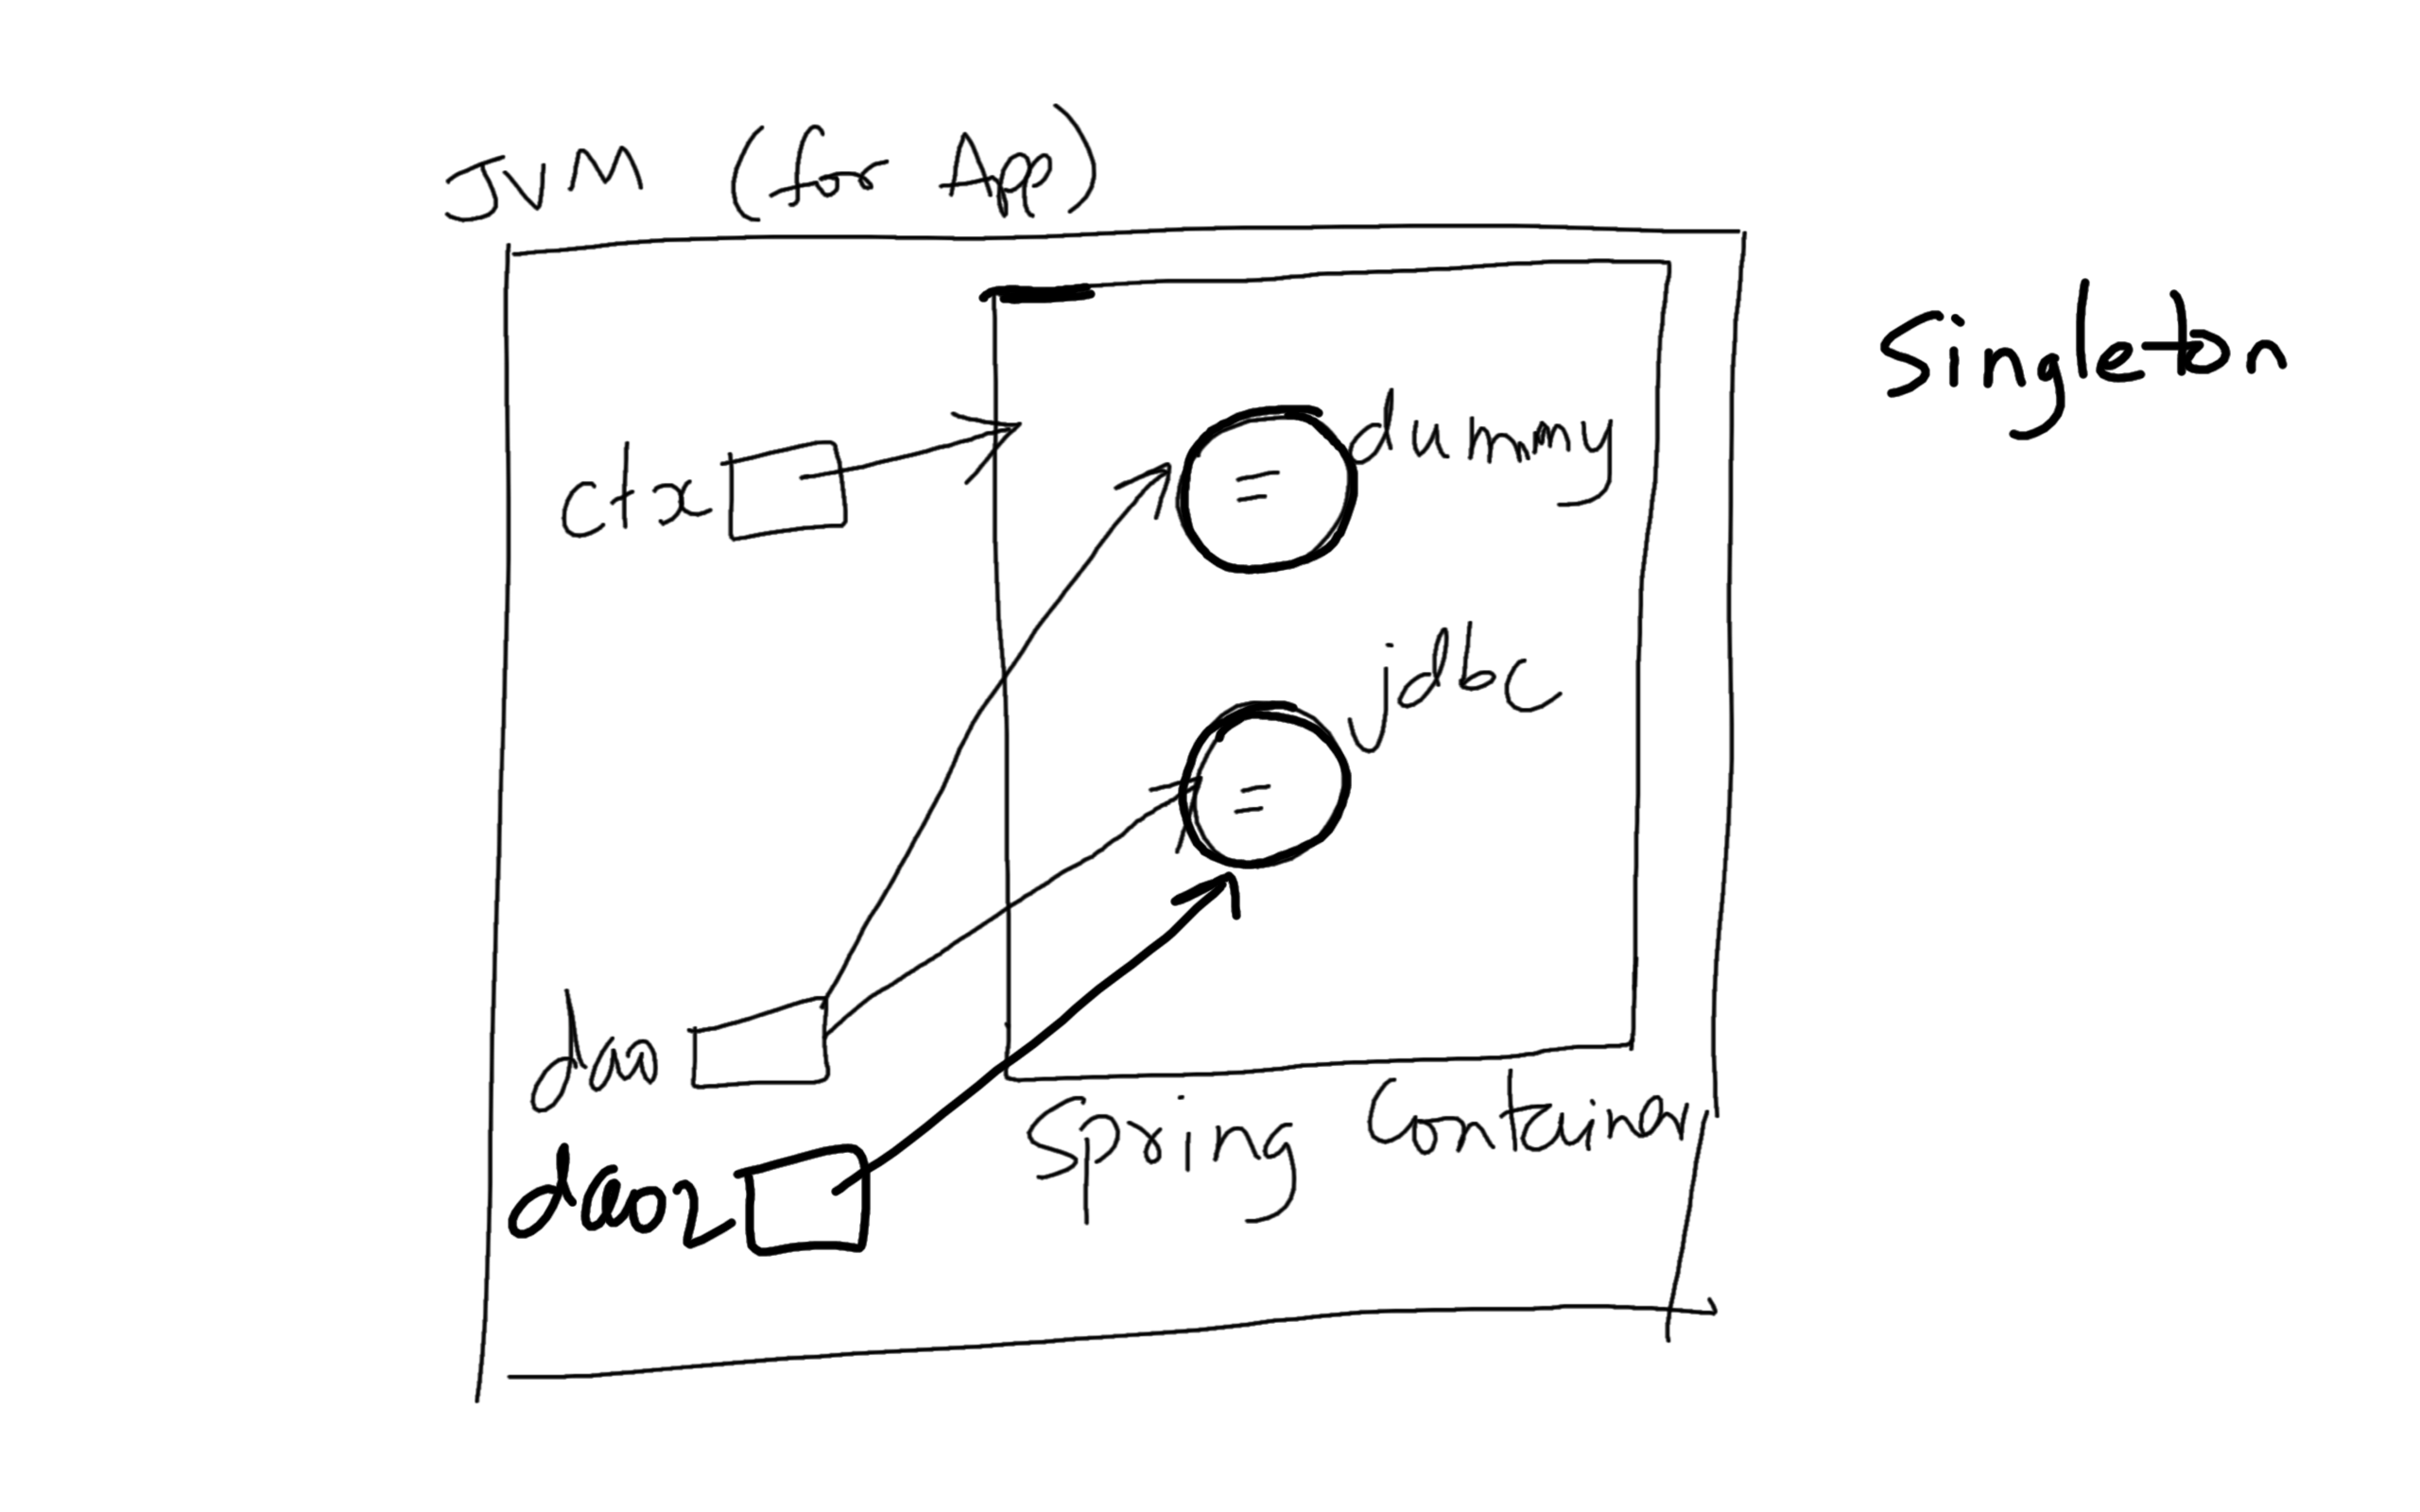 JVM (for App)
Singleton
dummy
ctx
jdbc
dao
Spring Container
dao2